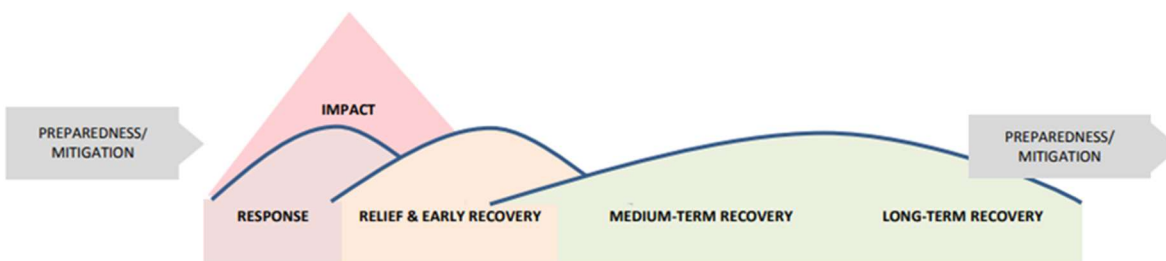 IMPACT
PREPAREDNESS/
MITIGATION
PREPAREDNESS/
MITIGATION
RESPONSE
RELIEF & EARLY RECOVERY
MEDIUM-TERM RECOVERY
LONG-TERM RECOVERY